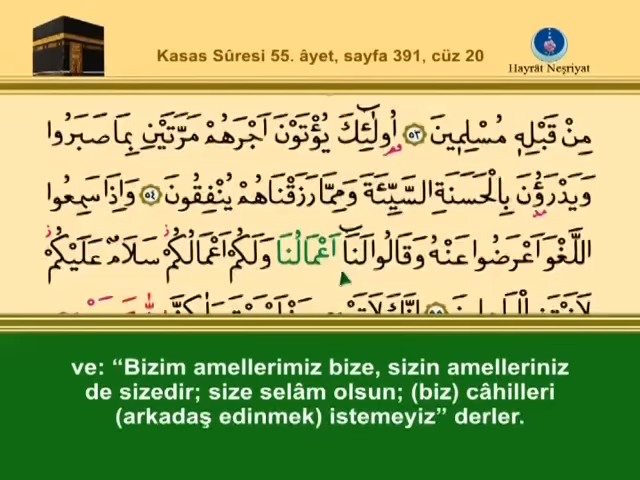 Kasas Sûresi 55. âyet, sayfa 391, cüz 20
Hayrât Neşriyat
مِنْ قَبْلِهٖ مُسْلِمٖينَ ﴿٥٣﴾ اُولٰٓئِكَ يُؤْتَوْنَ اَجْرَهُمْ مَرَّتَيْنِ بِمَا صَبَرُوا
وَيَدْرَؤُنَ بِالْحَسَنَةِ السَّيِّئَةَ وَمِمَّا رَزَقْنَاهُمْ يُنْفِقُونَ ﴿٥٤﴾ وَاِذَا سَمِعُوا
اللَّغْوَ اَعْرَضُوا عَنْهُ وَقَالُوا لَنَٓا اَعْمَالُنَا وَلَكُمْ اَعْمَالُكُمْ سَلَامٌ عَلَيْكُمْ
ve: “Bizim amellerimiz bize, sizin amelleriniz
de sizedir; size selâm olsun; (biz) câhilleri
(arkadaş edinmek) istemeyiz” derler.